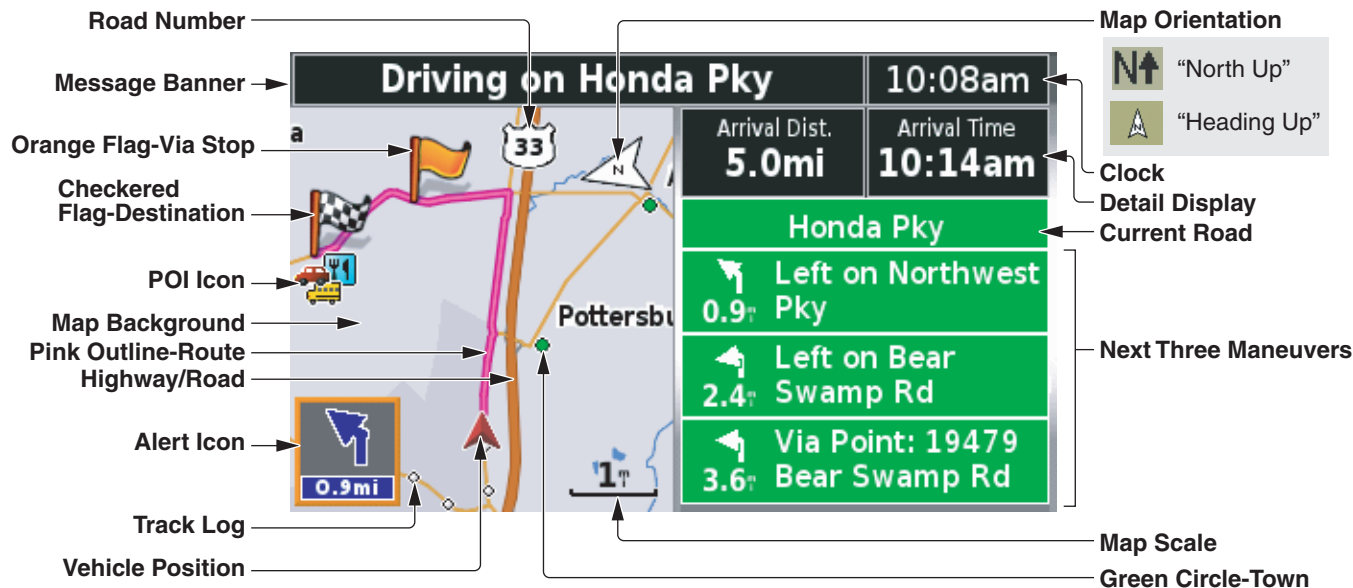 Road Number
Map Orientation
N
"North Up"
N
"Heading Up"
Message Banner
Driving on Honda Pky
10:08am
Orange Flag-Via Stop
33
N
Arrival Dist.
5.0mi
Arrival Time
10:14am
Clock
Detail Display
Checkered
Flag-Destination
a
Honda Pky
Current Road
POI Icon
Left on Northwest
0.9 Pky
Map Background
Pottersbu
Pink Outline-Route
Highway/Road
Left on Bear
2.4 Swamp Rd
Next Three Maneuvers
Alert Icon
0.9mi
1
Via Point: 19479
3.6 Bear Swamp Rd
Track Log
Vehicle Position
Map Scale
Green Circle-Town